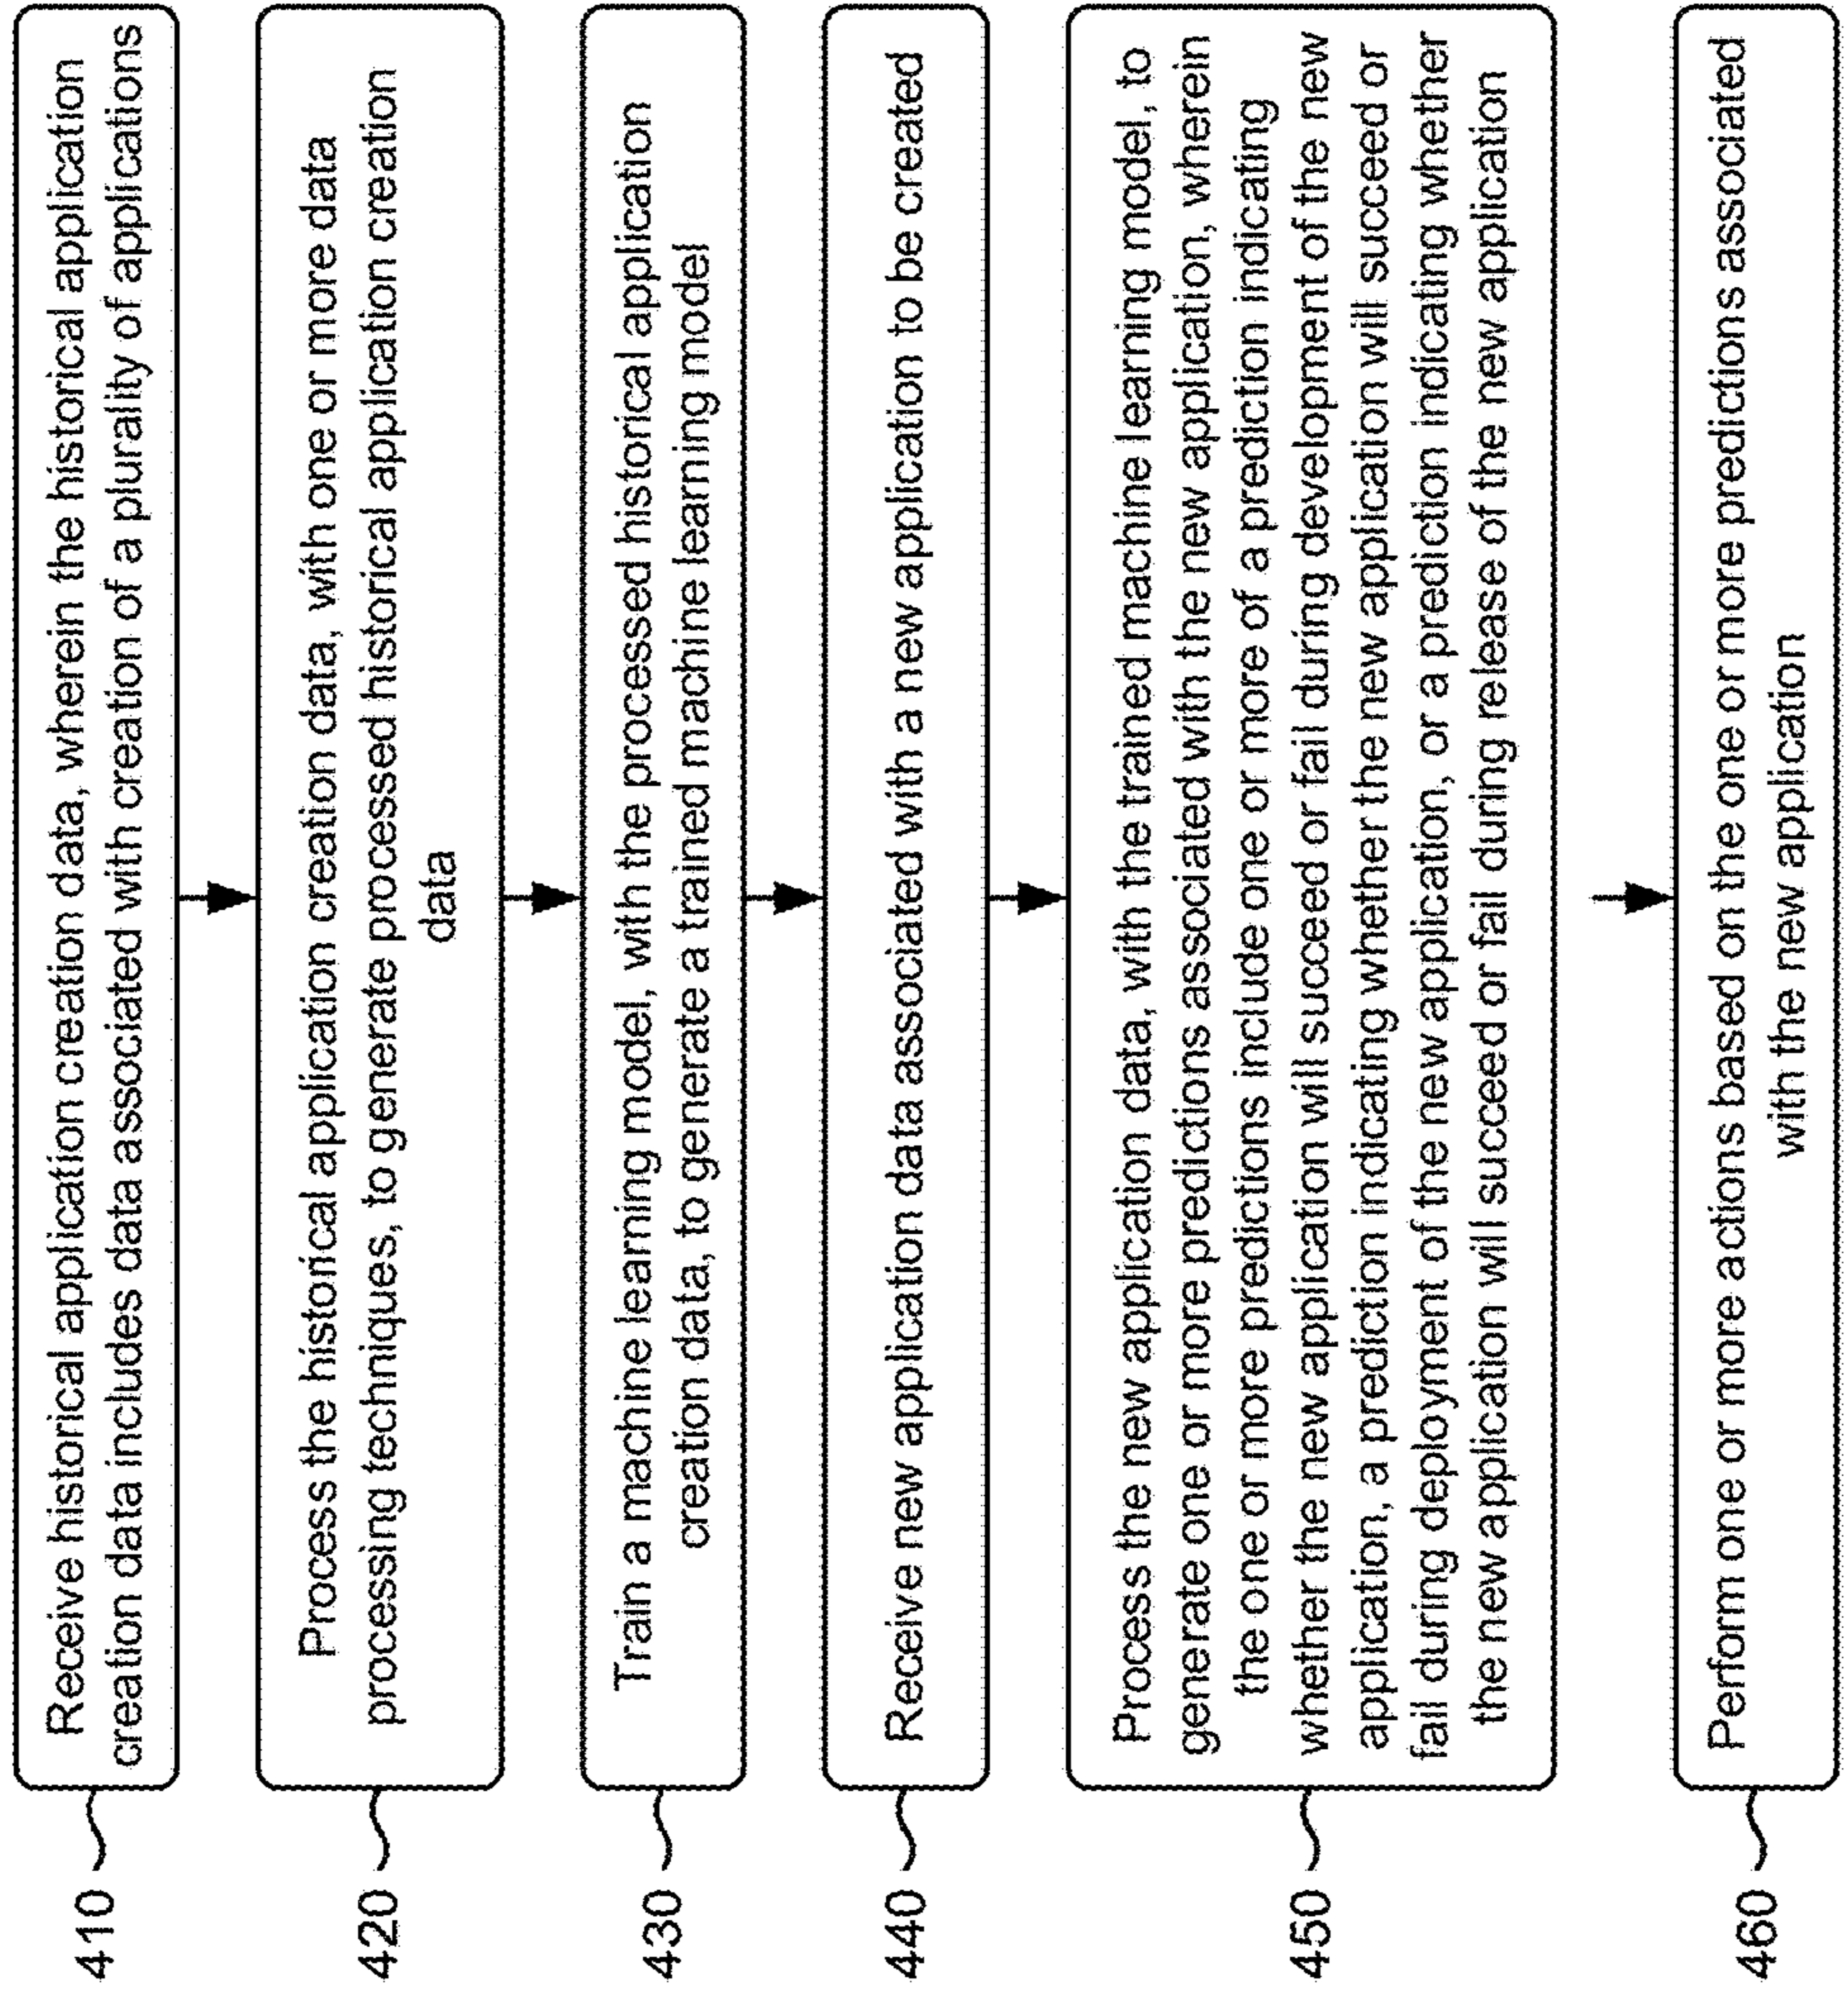 410
Receive historical application creation data, wherein the historical application
creation data includes data associated with creation of a plurality of applications
420
Process the historical application creation data, with one or more data
processing techniques, to generate processed historical application creation
data
430
Train a machine learning model, with the processed historical application
creation data, to generate a trained machine learning model
440
Receive new application data associated with a new application to be created
450
Process the new application data, with the trained machine learning model, to
generate one or more predictions associated with the new application, wherein
the one or more predictions include one or more of a prediction indicating
whether the new application will succeed or fail during development of the new
application, a prediction indicating whether the new application will succeed or
fail during deployment of the new application, or a prediction indicating whether
the new application will succeed or fail during release of the new application
460
Perform one or more actions based on the one or more predictions associated
with the new application